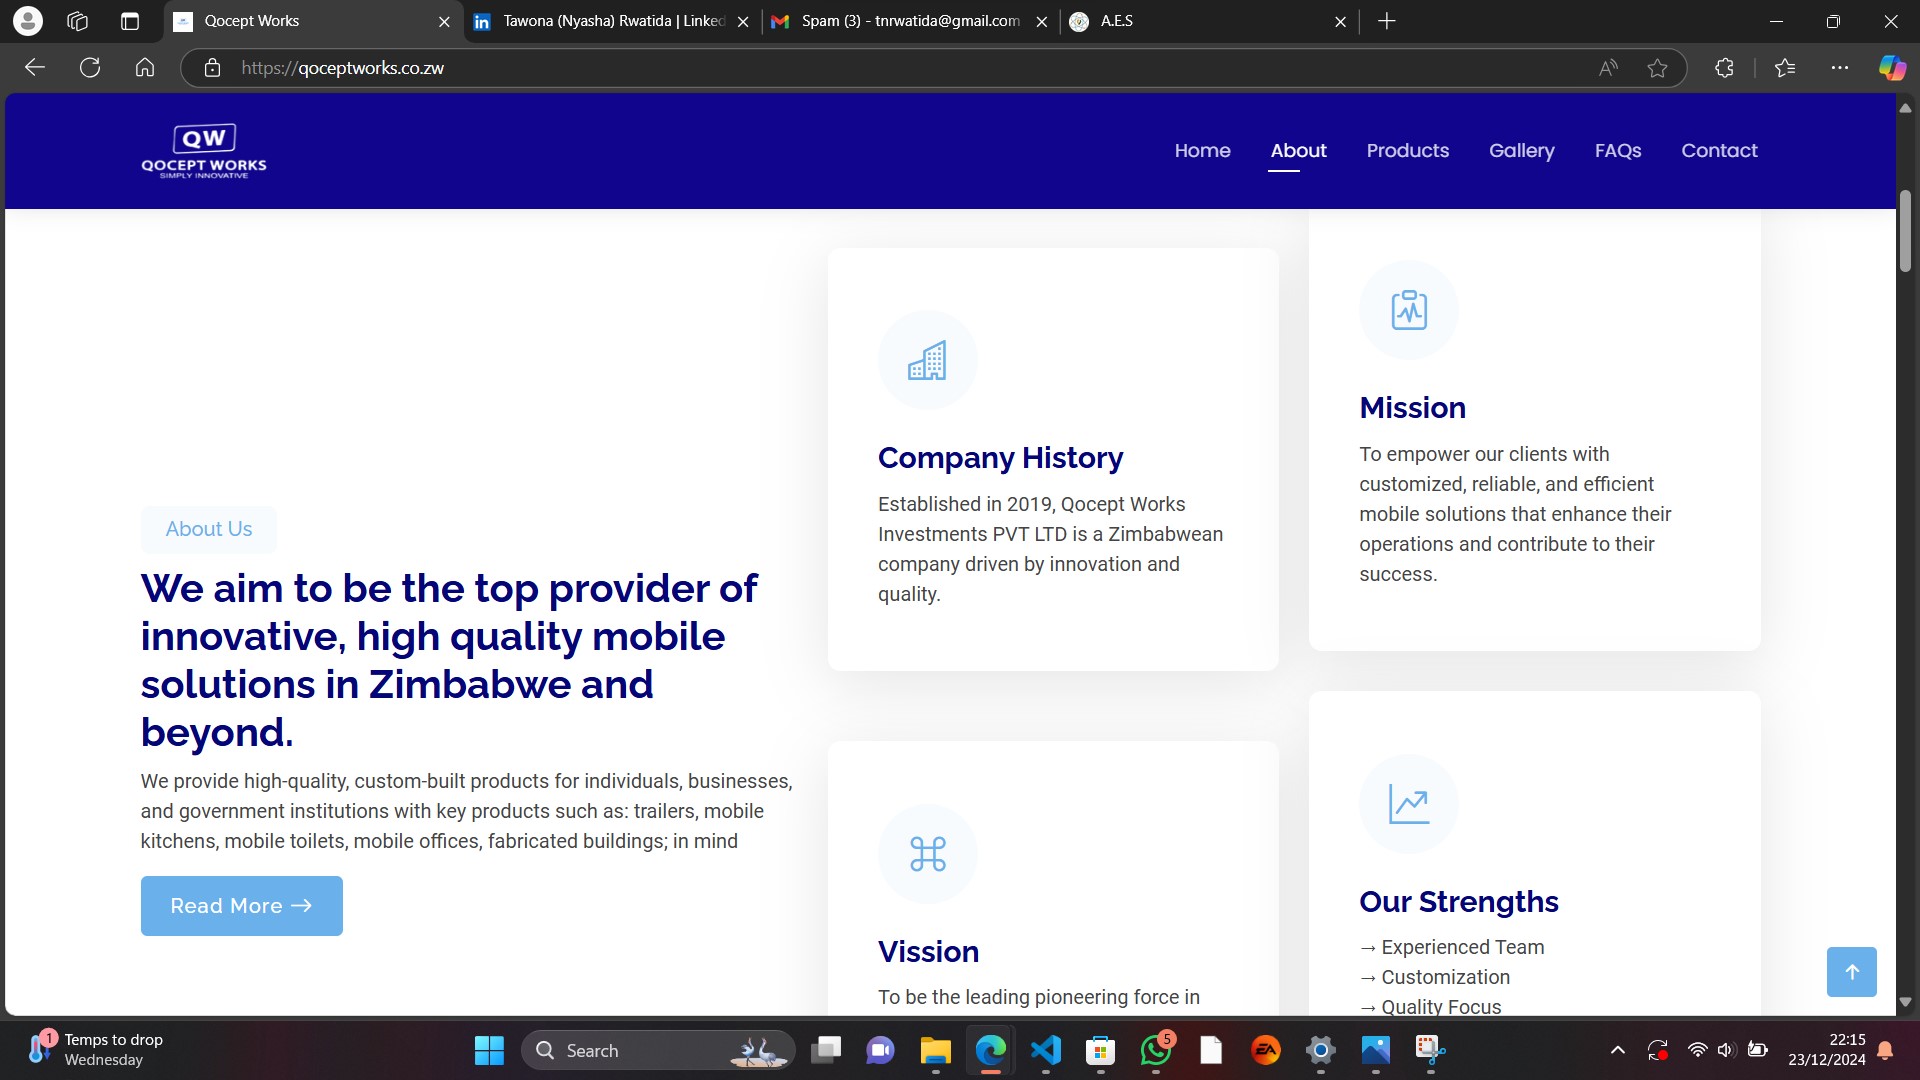 Qocept Works
Tawona (Nyasha) Rwatida | Linked
Spam (3) - tnrwatida@gmail.com
A.E.S
https://qoceptworks.co.zw
QW
QOCEPT WORKS
SIMPLY INNOVATIVE
Home
About
Products
Gallery
FAQs
Contact
About Us
We aim to be the top provider of
innovative, high quality mobile
solutions in Zimbabwe and
beyond.
We provide high-quality, custom-built products for individuals, businesses,
and government institutions with key products such as: trailers, mobile
kitchens, mobile toilets, mobile offices, fabricated buildings; in mind
Read More →
Company History
Established in 2019, Qocept Works
Investments PVT LTD is a Zimbabwean
company driven by innovation and
quality.
Mission
To empower our clients with
customized, reliable, and efficient
mobile solutions that enhance their
operations and contribute to their
success.
Vission
To be the leading pioneering force in
Our Strengths
→ Experienced Team
→ Customization
→ Quality Focus
1
Temps to drop
Wednesday
Search
5
EA
22:15
23/12/2024